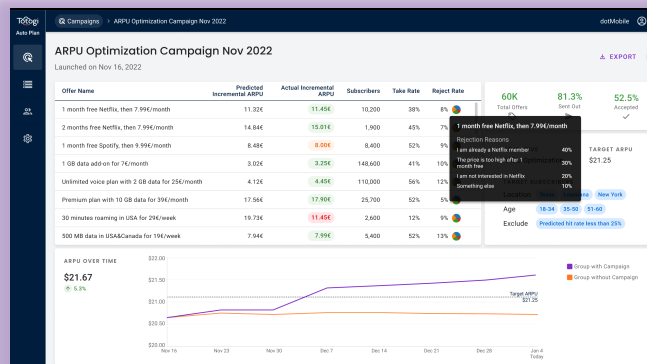 Totogi
Campaigns > ARPU Optimization Campaign Nov 2022
dotMobile
Auto Plan
ARPU Optimization Campaign Nov 2022
Launched on Nov 16, 2022
EXPORT
Offer Name Predicted Incremental ARPU Actual Incremental ARPU Subscribers Take Rate Reject Rate
1 month free Netflix, then 7.99€/month 11.32€ 11.45€ 10,200 38% 8%
2 months free Netflix, then 7.99€/month 14.84€ 15.01€ 1,900 45% 7%
1 month free Spotify, then 9.99€/month 8.48€ 8.00€ 8,400 52% 9%
1 GB data add-on for 7€/month 3.02€ 3.25€ 148,600 41% 10%
Unlimited voice plan with 2 GB data for 25€/month 4.12€ 4.45€ 110,000 56% 12%
Premium plan with 10 GB data for 39€/month 17.56€ 17.90€ 25,700 52% 5%
30 minutes roaming in USA for 29€/week 19.73€ 11.45€ 2,600 12% 9%
500 MB data in USA&Canada for 19€/week 7.94€ 7.99€ 5,400 52% 13%
60K 81.3% 52.5%
Total Offers Sent Out Accepted
1 month free Netflix, then 7.99€/month
Rejection Reasons
I am already a Netflix member 40%
The price is too high after 1
month free 30%
I am not interested in Netflix 20%
Something else 10%
TARGET ARPU
$21.25
New York
Age 18-34 35-50 51-60
Exclude Predicted hit rate less than 25%
ARPU OVER TIME
$21.67
5.3%
$22.00
$21.50
$21.00
$20.50
$20.00
Target ARPU
$21.25
Nov 16 Nov 23 Nov 30 Dec 7 Dec 14 Dec 21 Dec 28 Jan 4
Today
Group with Campaign
Group without Campaign